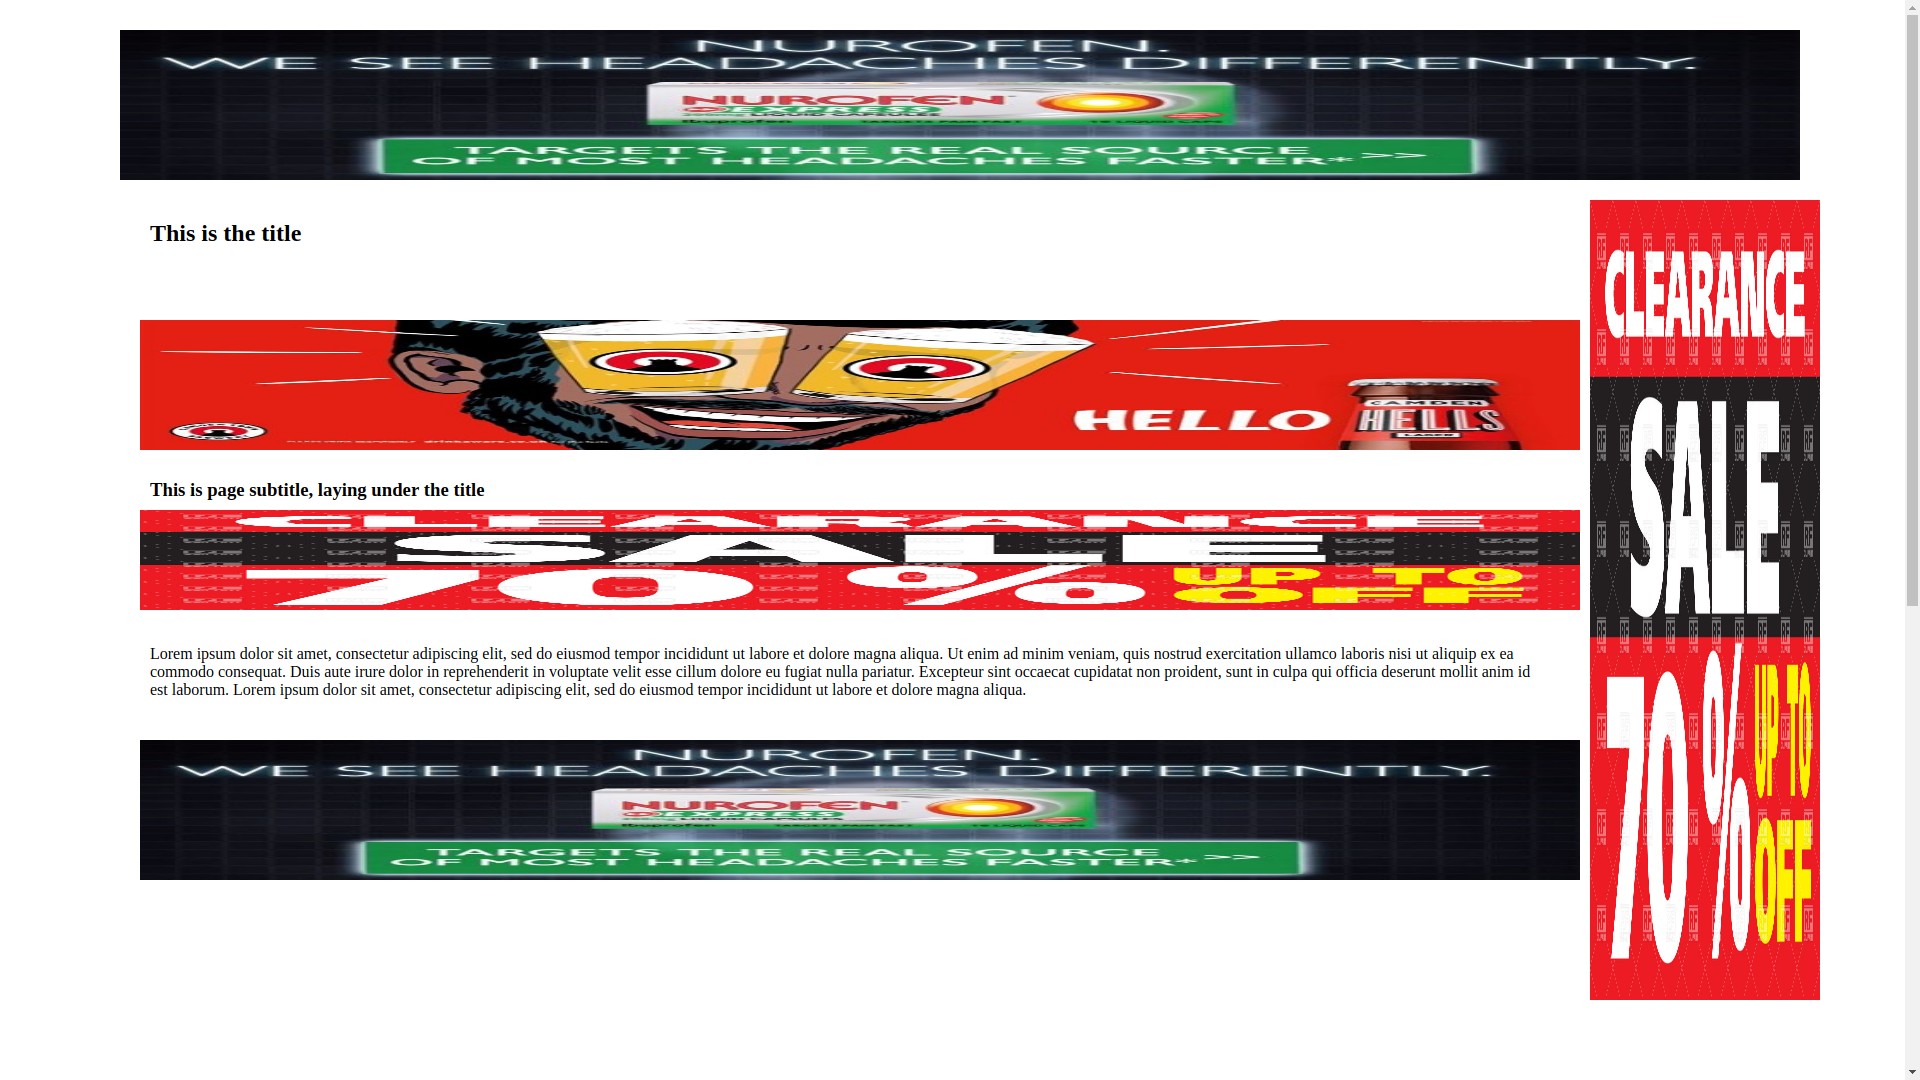 NUROFEN.
WE SEE HEADACHES DIFFERENTLY.
NUROFEN
EXPRESS
LIQUID CAPSULES
TARGETS THE REAL SOURCE
OF MOST HEADACHES FASTER* >>
This is the title
HELLO
CAMDEN
HELLS
LAGER
This is page subtitle, laying under the title
CLEARANCE
SALE
70% UP TO
OFF
Lorem ipsum dolor sit amet, consectetur adipiscing elit, sed do eiusmod tempor incididunt ut labore et dolore magna aliqua. Ut enim ad minim veniam, quis nostrud exercitation ullamco laboris nisi ut aliquip ex ea
commodo consequat. Duis aute irure dolor in reprehenderit in voluptate velit esse cillum dolore eu fugiat nulla pariatur. Excepteur sint occaecat cupidatat non proident, sunt in culpa qui officia deserunt mollit anim id
est laborum. Lorem ipsum dolor sit amet, consectetur adipiscing elit, sed do eiusmod tempor incididunt ut labore et dolore magna aliqua.
NUROFEN.
WE SEE HEADACHES DIFFERENTLY.
NUROFEN
EXPRESS
LIQUID CAPSULES
TARGETS THE REAL SOURCE
OF MOST HEADACHES FASTER* >>
CLEARANCE
SALE
70% UP TO
OFF